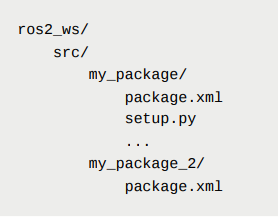 ros2_ws/
    src/
        my_package/
            package.xml
            setup.py
            ...
        my_package_2/
            package.xml